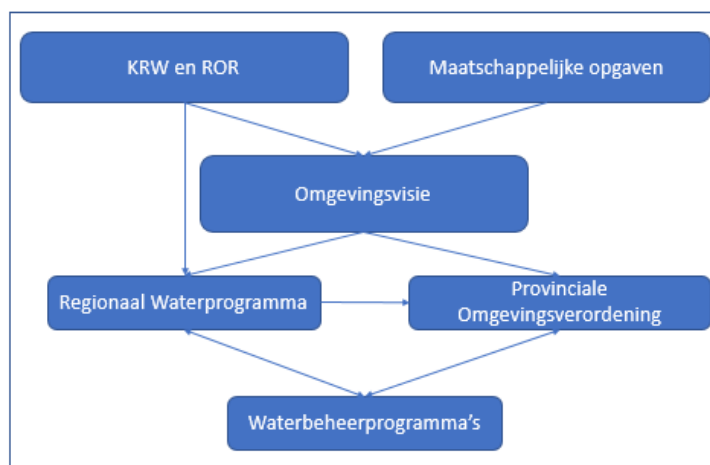 KRW en ROR
Maatschappelijke opgaven
Omgevingsvisie
Regionaal Waterprogramma
Provinciale
Omgevingsverordening
Waterbeheerprogramma's